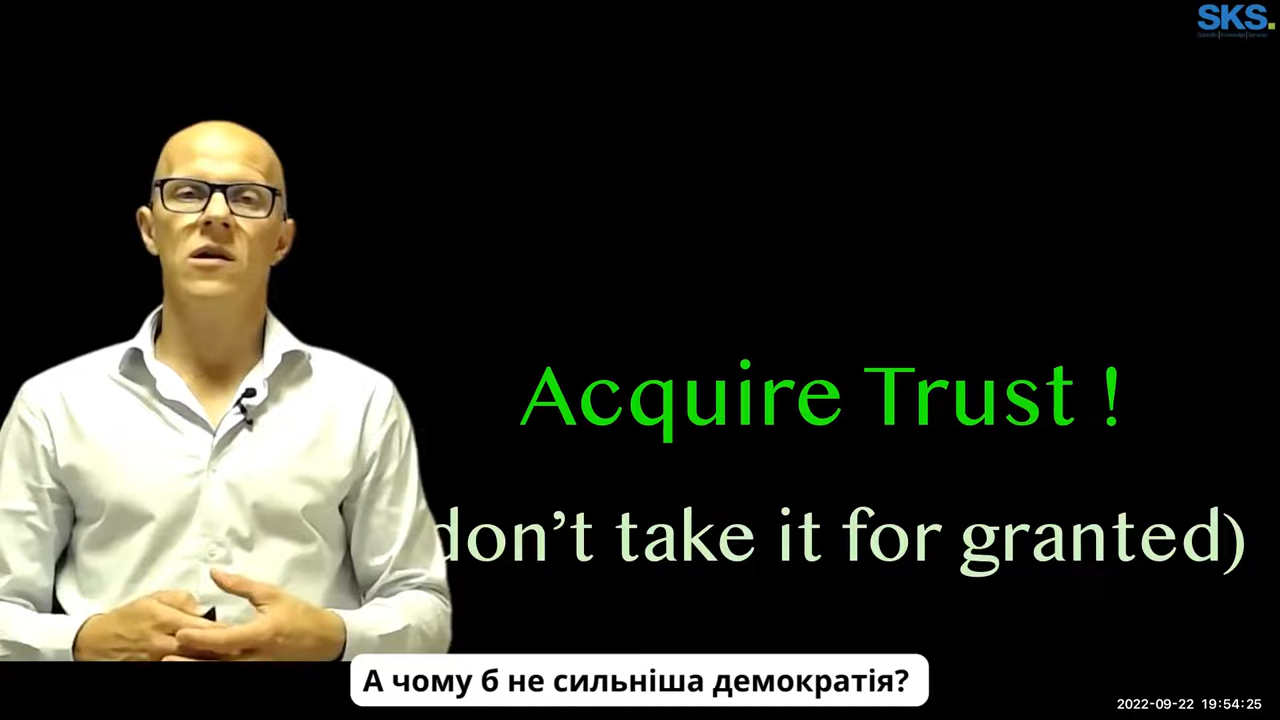 SKS.
Acquire Trust !
don’t take it for granted)
А чому б не сильніша демократія?
2022-09-22 19:54:25